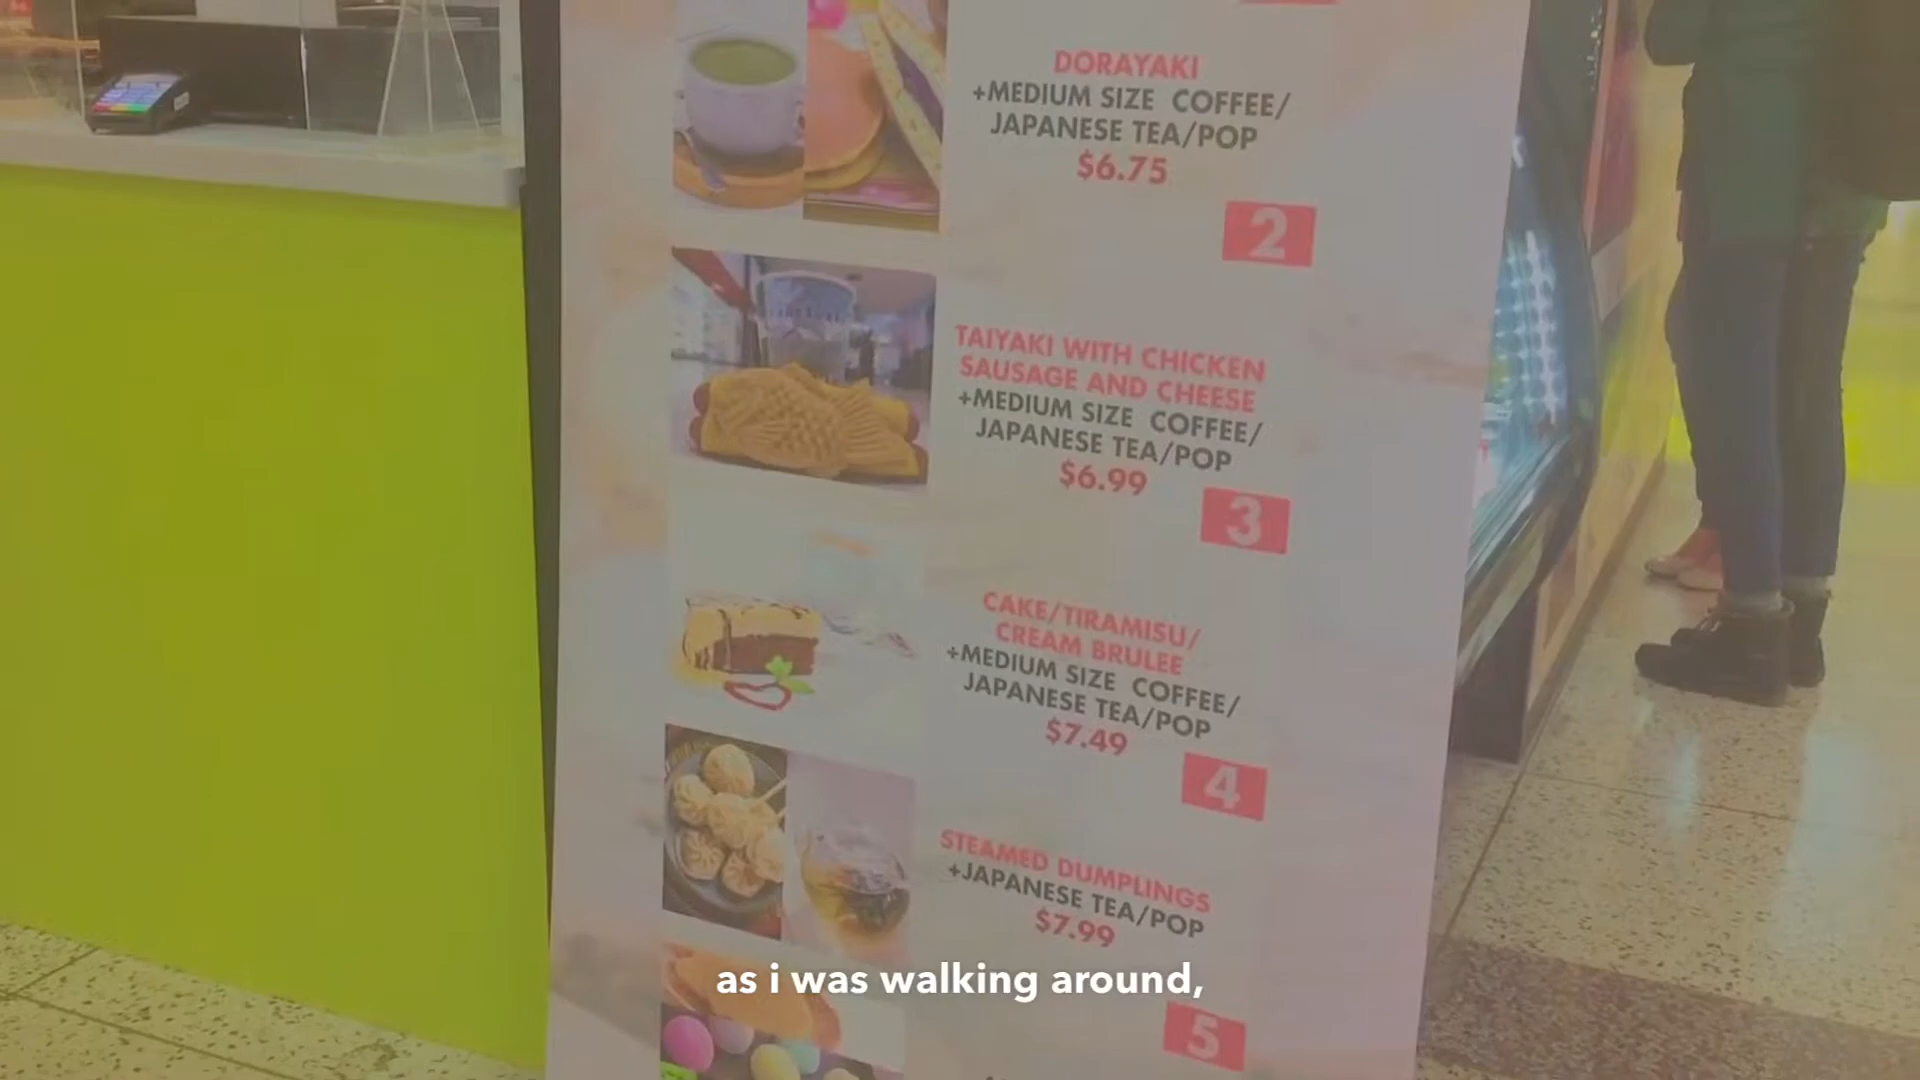 DORAYAKI
+MEDIUM SIZE COFFEE/
JAPANESE TEA/POP
$6.75
2
TAIYAKI WITH CHICKEN
SAUSAGE AND CHEESE
+MEDIUM SIZE COFFEE/
JAPANESE TEA/POP
$6.99
3
CAKE/TIRAMISU/
CREAM BRULEE
+MEDIUM SIZE COFFEE/
JAPANESE TEA/POP
$7.49
4
STEAMED DUMPLINGS
+JAPANESE TEA/POP
$7.99
as i was walking around,
5